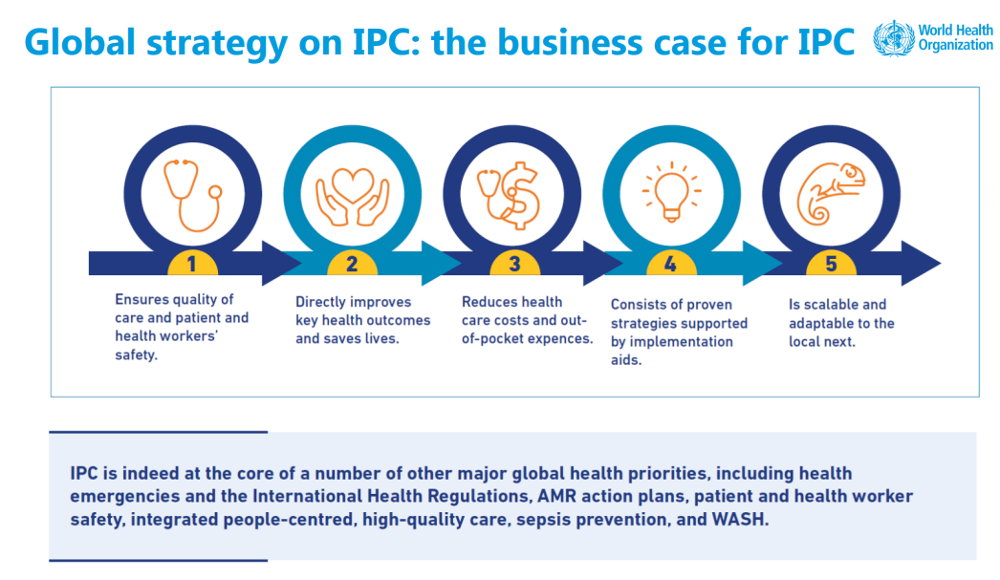 Global strategy on IPC: the business case for IPC
World Health
Organization
1
Ensures quality of
care and patient and
health workers’
safety.
2
Directly improves
key health outcomes
and saves lives.
3
Reduces health
care costs and out-
of-pocket expences.
4
Consists of proven
strategies supported
by implementation
aids.
5
Is scalable and
adaptable to the
local next.
IPC is indeed at the core of a number of other major global health priorities, including health
emergencies and the International Health Regulations, AMR action plans, patient and health worker
safety, integrated people-centred, high-quality care, sepsis prevention, and WASH.